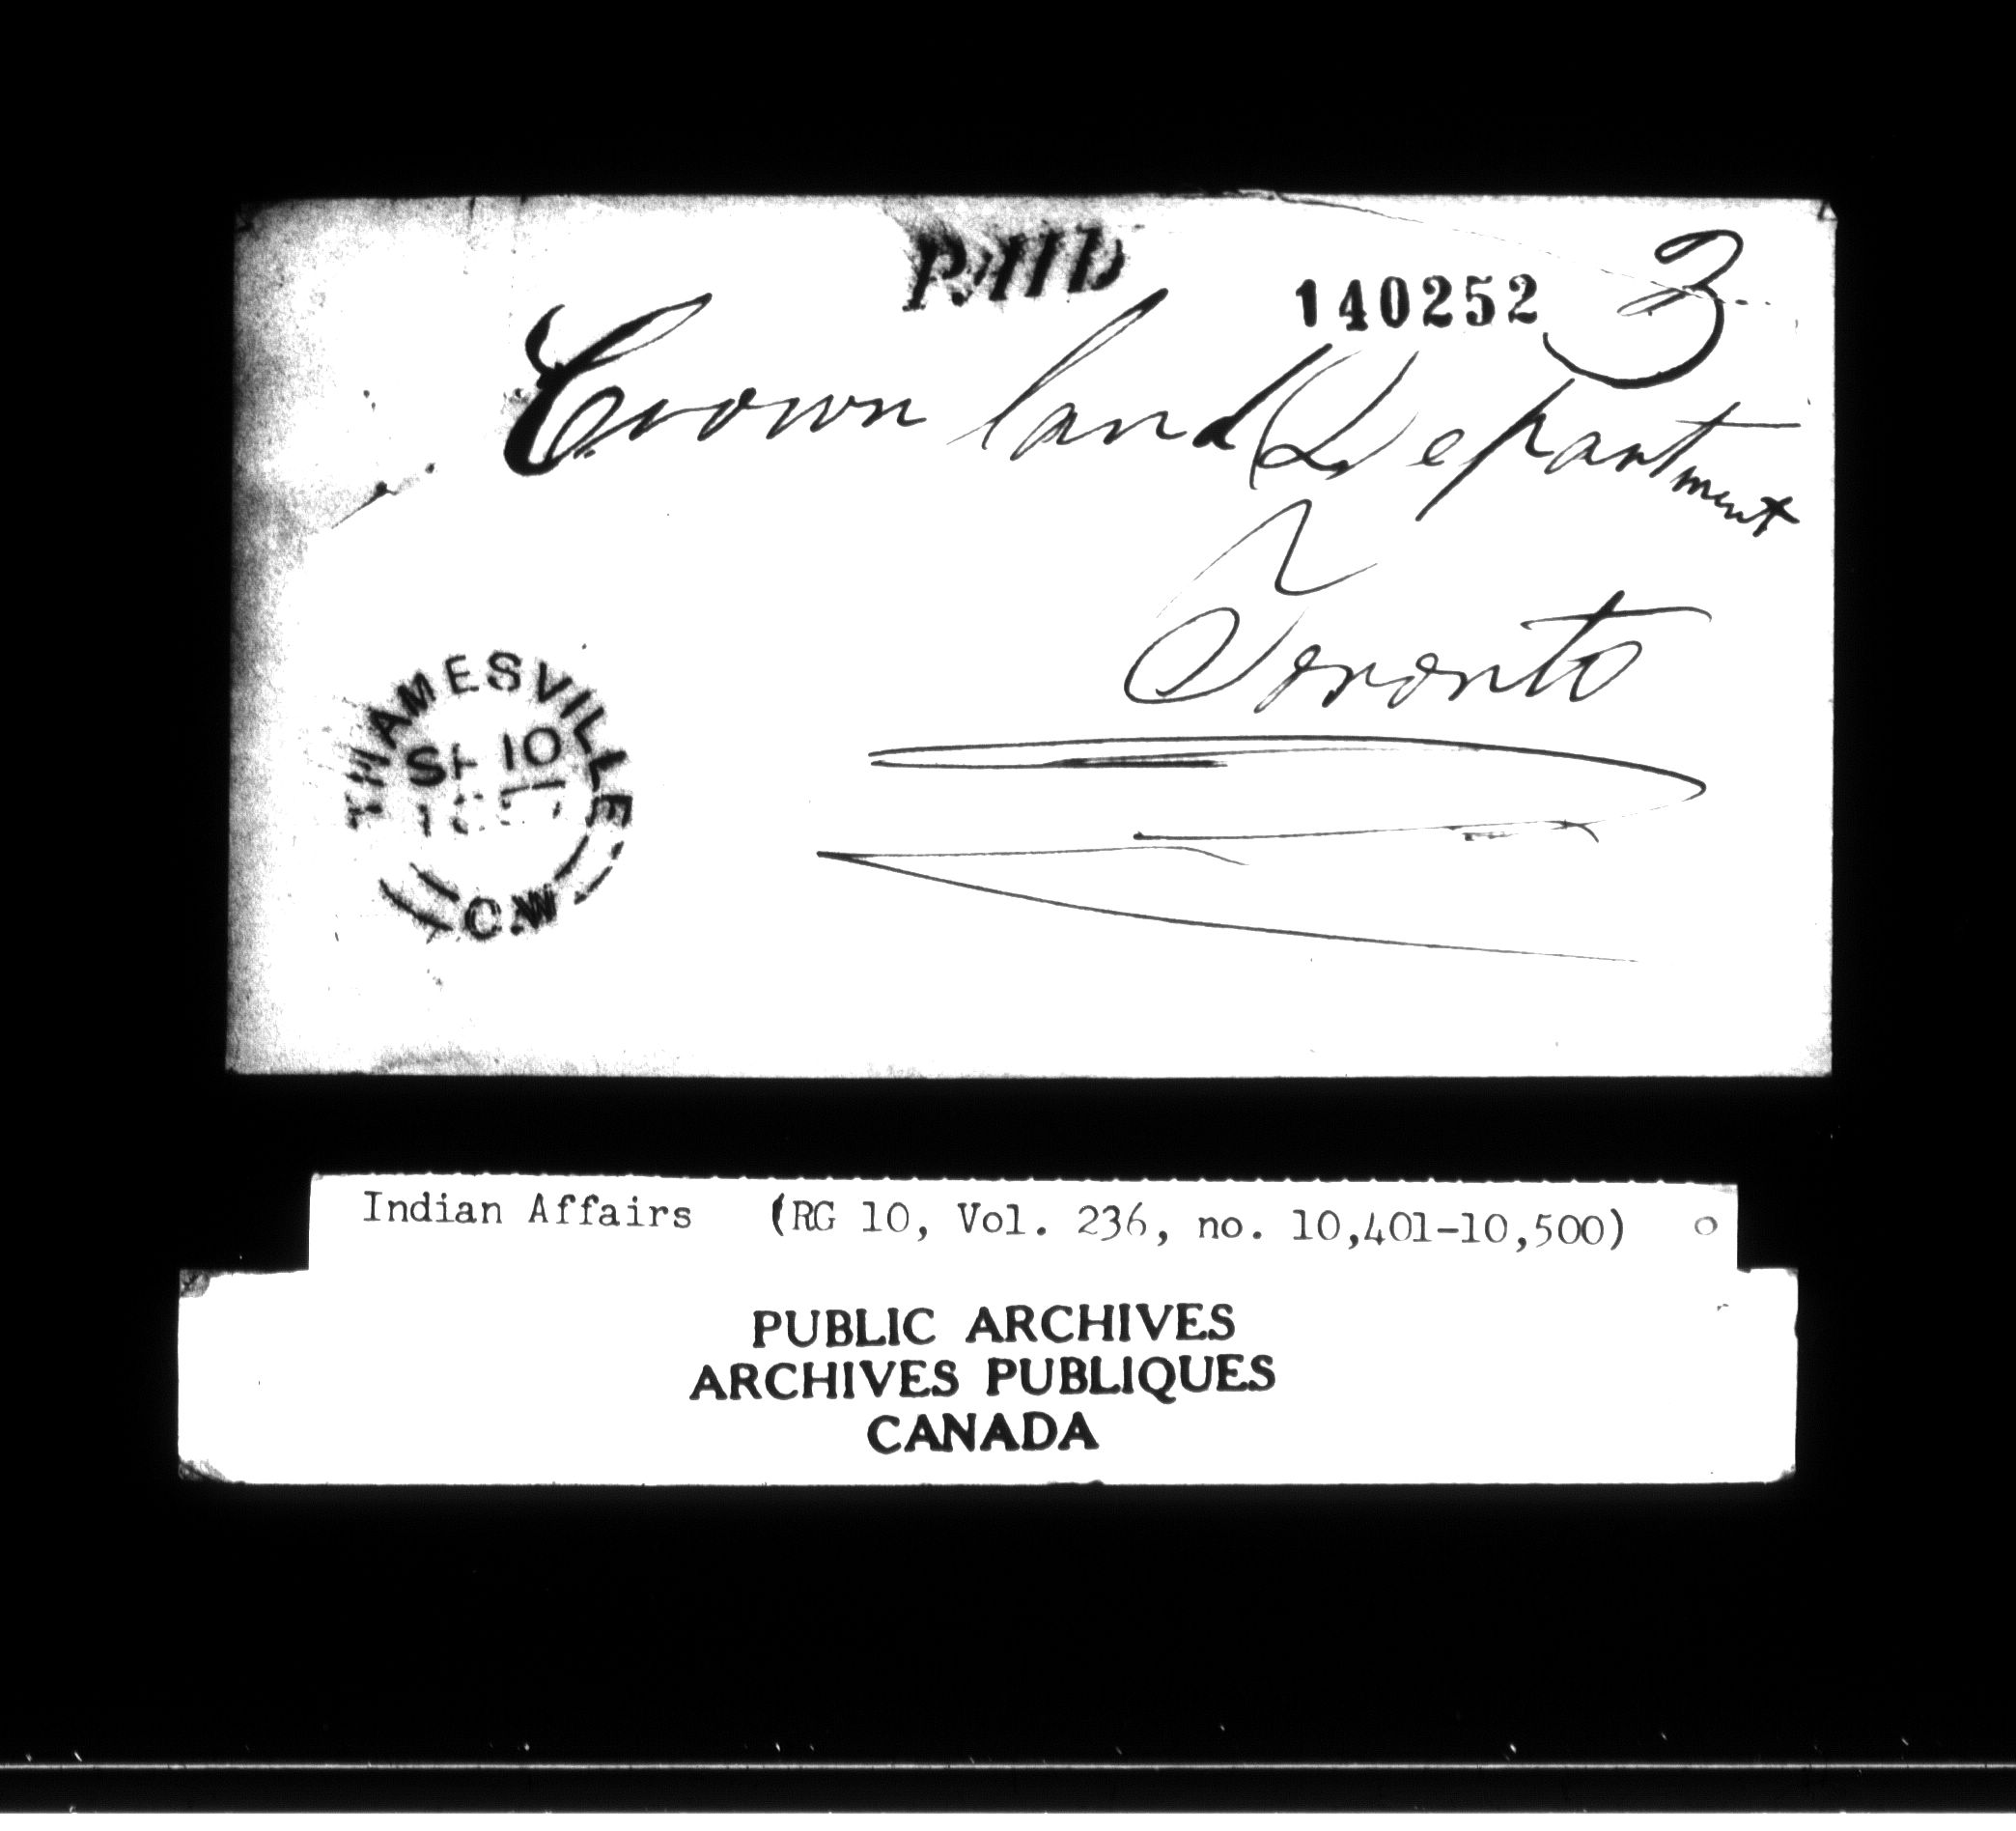 PAID
140252
3
Crown land Department
Toronto
THAMESVILLE
SP 10
C.W
Indian Affairs (RG 10, Vol. 236, no. 10,401-10,500)
PUBLIC ARCHIVES
ARCHIVES PUBLIQUES
CANADA